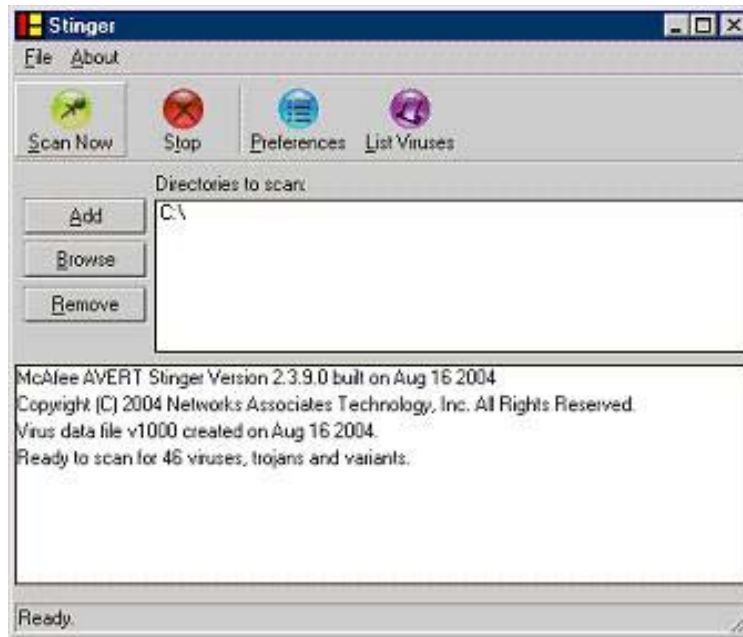 Stinger
File About
Scan Now Stop Preferences List Viruses
Directories to scan:
Add
C:\
Browse
Remove
McAfee AVERT Stinger Version 2.3.9.0 built on Aug 16 2004
Copyright (C) 2004 Networks Associates Technology, Inc. All Rights Reserved.
Virus data file v1000 created on Aug 16 2004.
Ready to scan for 46 viruses, trojans and variants.
Ready.